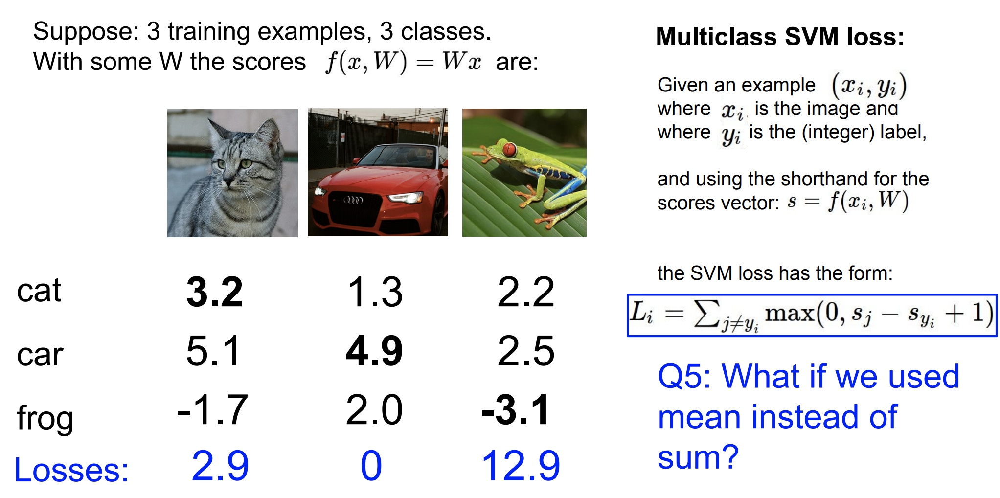 Suppose: 3 training examples, 3 classes.
With some W the scores f(x, W) = Wx are:
cat 3.2 1.3 2.2
car 5.1 4.9 2.5
frog -1.7 2.0 -3.1
Losses: 2.9 0 12.9
Multiclass SVM loss:
Given an example (x_i, y_i)
where x_i is the image and
where y_i is the (integer) label,
and using the shorthand for the
scores vector: s = f(x_i, W)
the SVM loss has the form:
L_i = ∑_{j≠y_i} max(0, s_j − s_{y_i} + 1)
Q5: What if we used
mean instead of
sum?